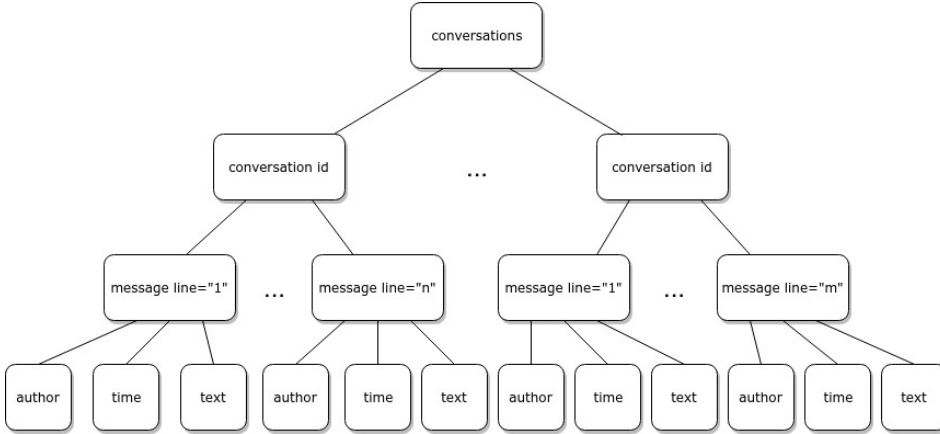 conversations
conversation id
...
conversation id
message line="1"
...
message line="n"
message line="1"
...
message line="m"
author
time
text
author
time
text
author
time
text
author
time
text